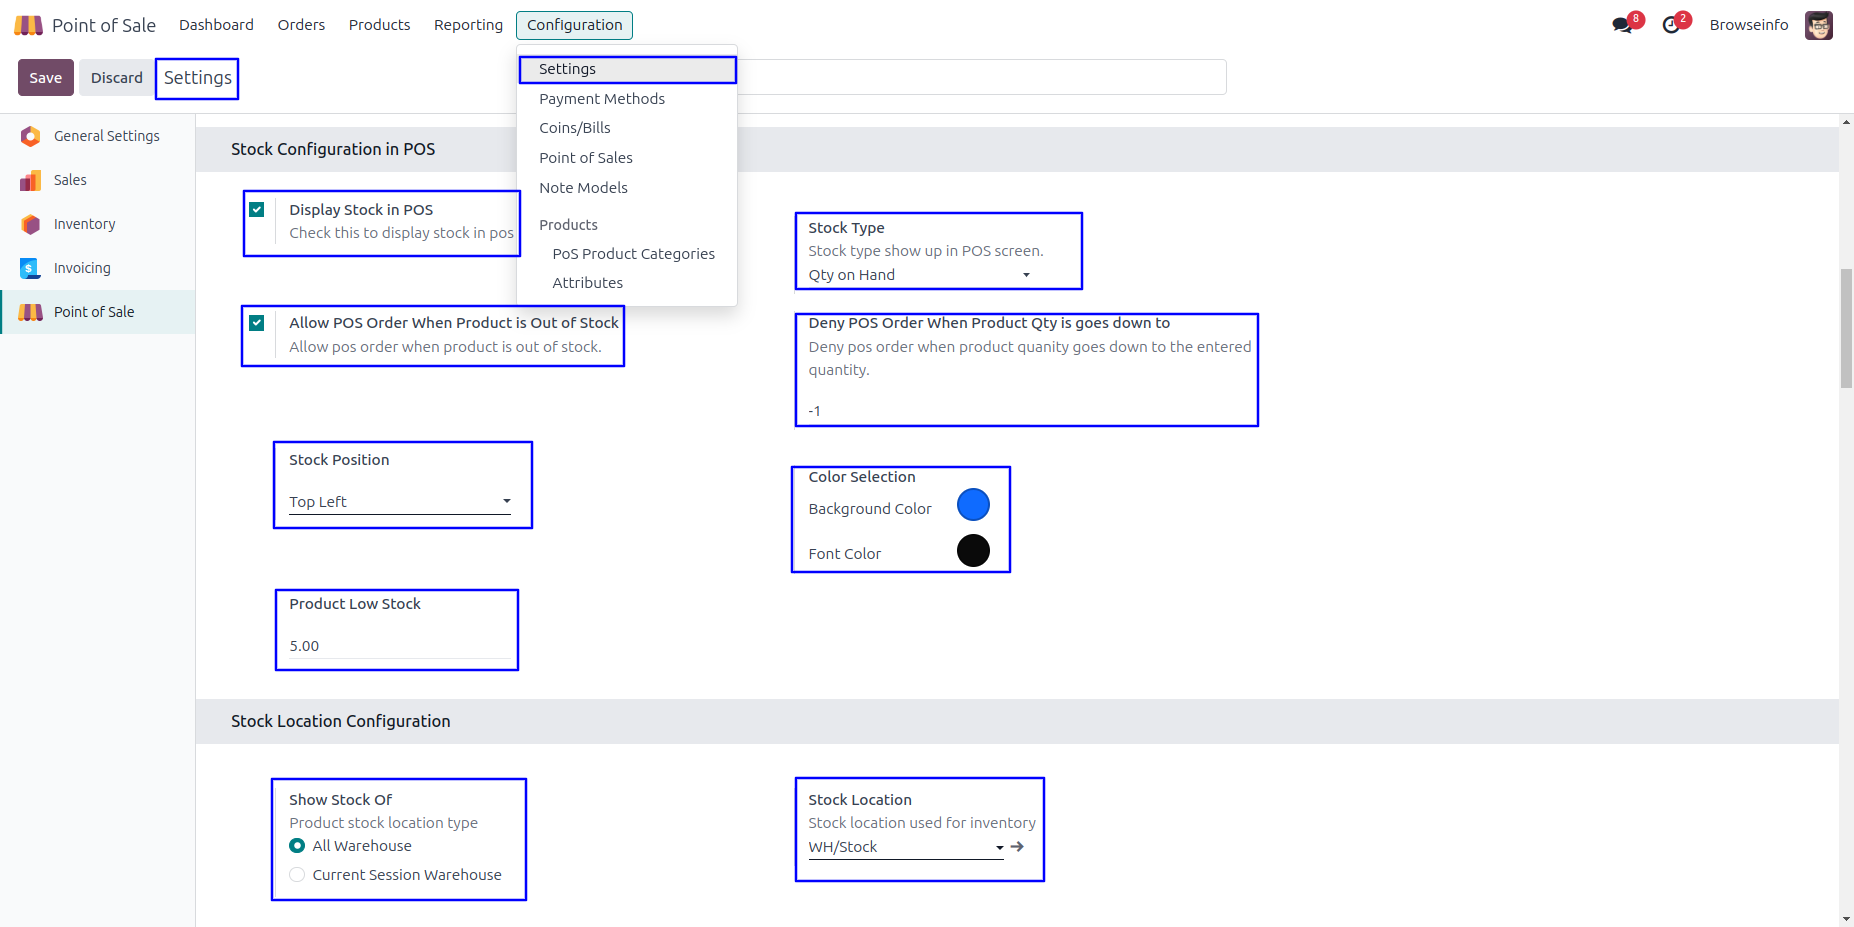 Point of Sale
Dashboard
Orders
Products
Reporting
Configuration
8
2
Browseinfo
Save
Discard
Settings
Settings
Payment Methods
Coins/Bills
Point of Sales
Note Models
Products
PoS Product Categories
Attributes
General Settings
Sales
Inventory
Invoicing
Point of Sale
Stock Configuration in POS
Display Stock in POS
Check this to display stock in pos
Stock Type
Stock type show up in POS screen.
Qty on Hand
Allow POS Order When Product is Out of Stock
Allow pos order when product is out of stock.
Deny POS Order When Product Qty is goes down to
Deny pos order when product quanity goes down to the entered
quantity.
-1
Stock Position
Top Left
Color Selection
Background Color
Font Color
Product Low Stock
5.00
Stock Location Configuration
Show Stock Of
Product stock location type
All Warehouse
Current Session Warehouse
Stock Location
Stock location used for inventory
WH/Stock